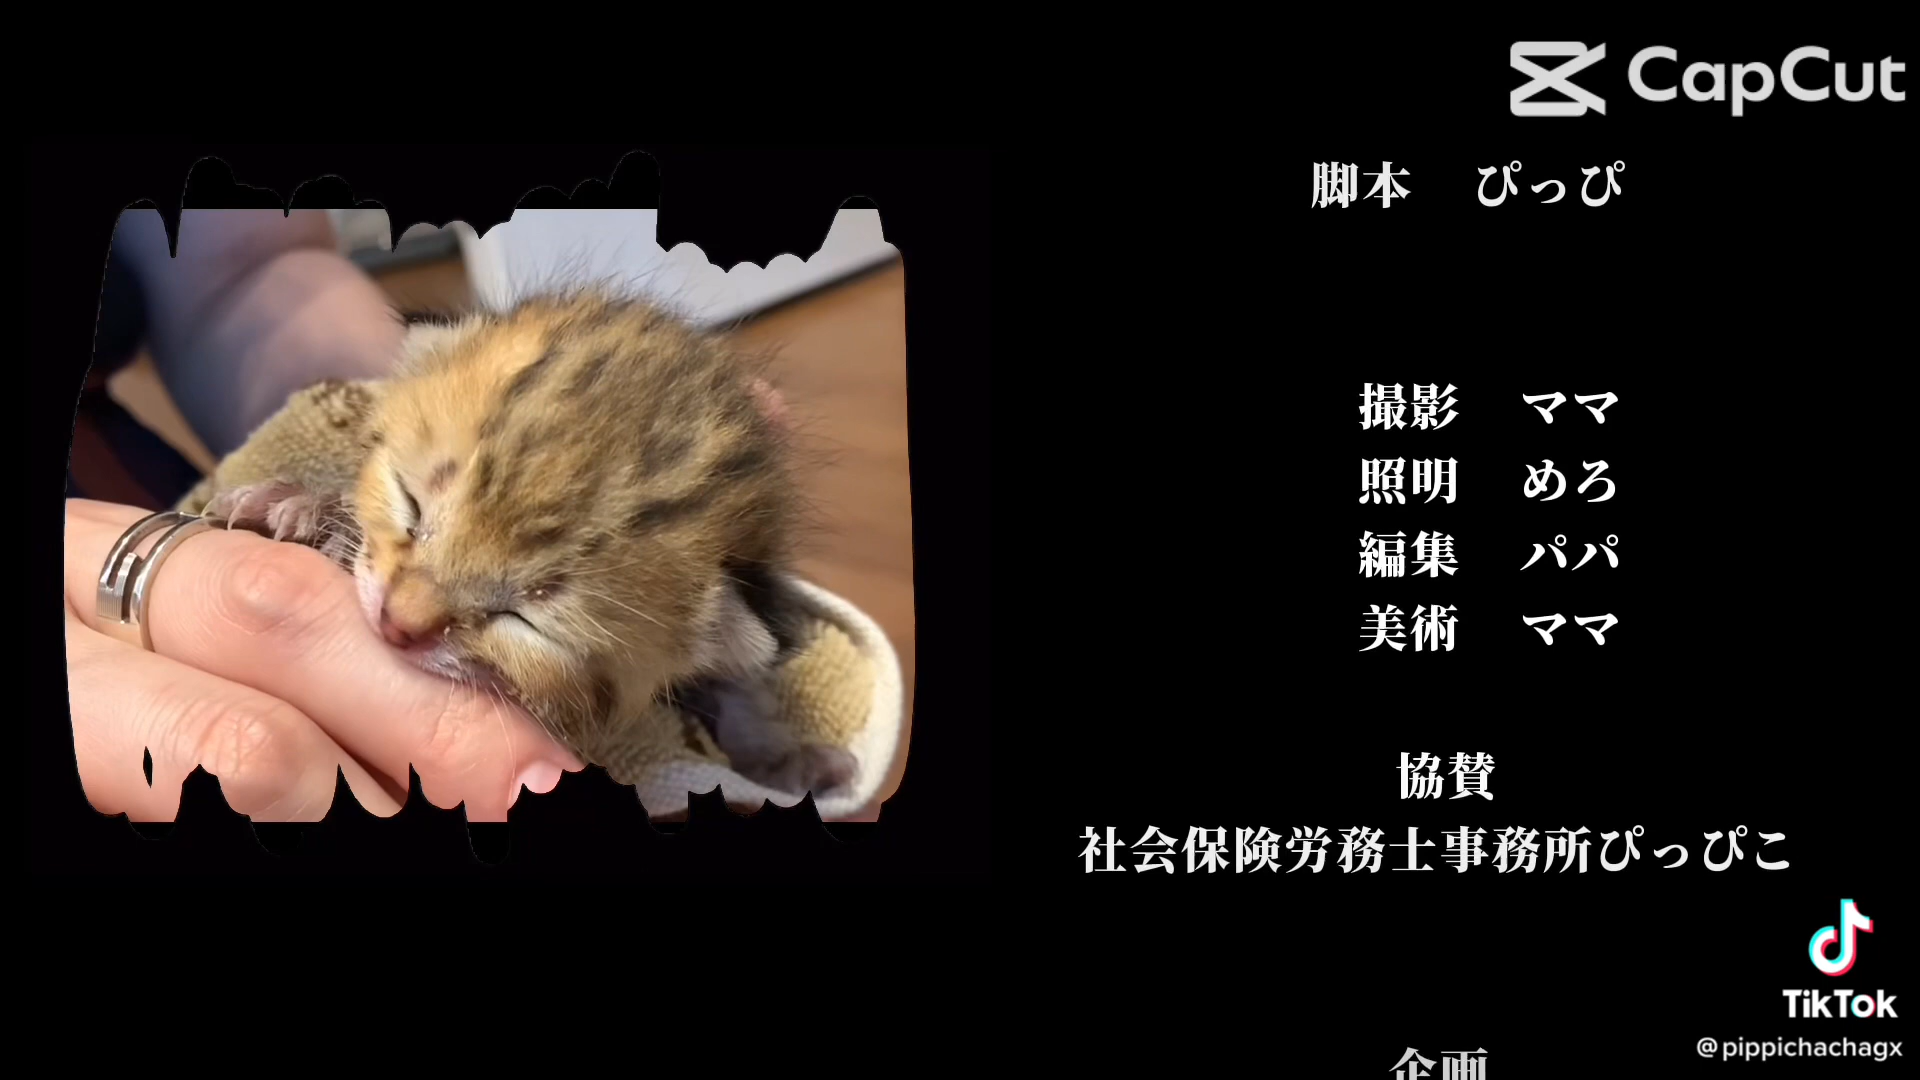 CapCut
脚本 ぴっぴ
撮影 ママ
照明 めろ
編集 パパ
美術 ママ
協賛
社会保険労務士事務所ぴっぴこ
企画
TikTok
@pippichachagx